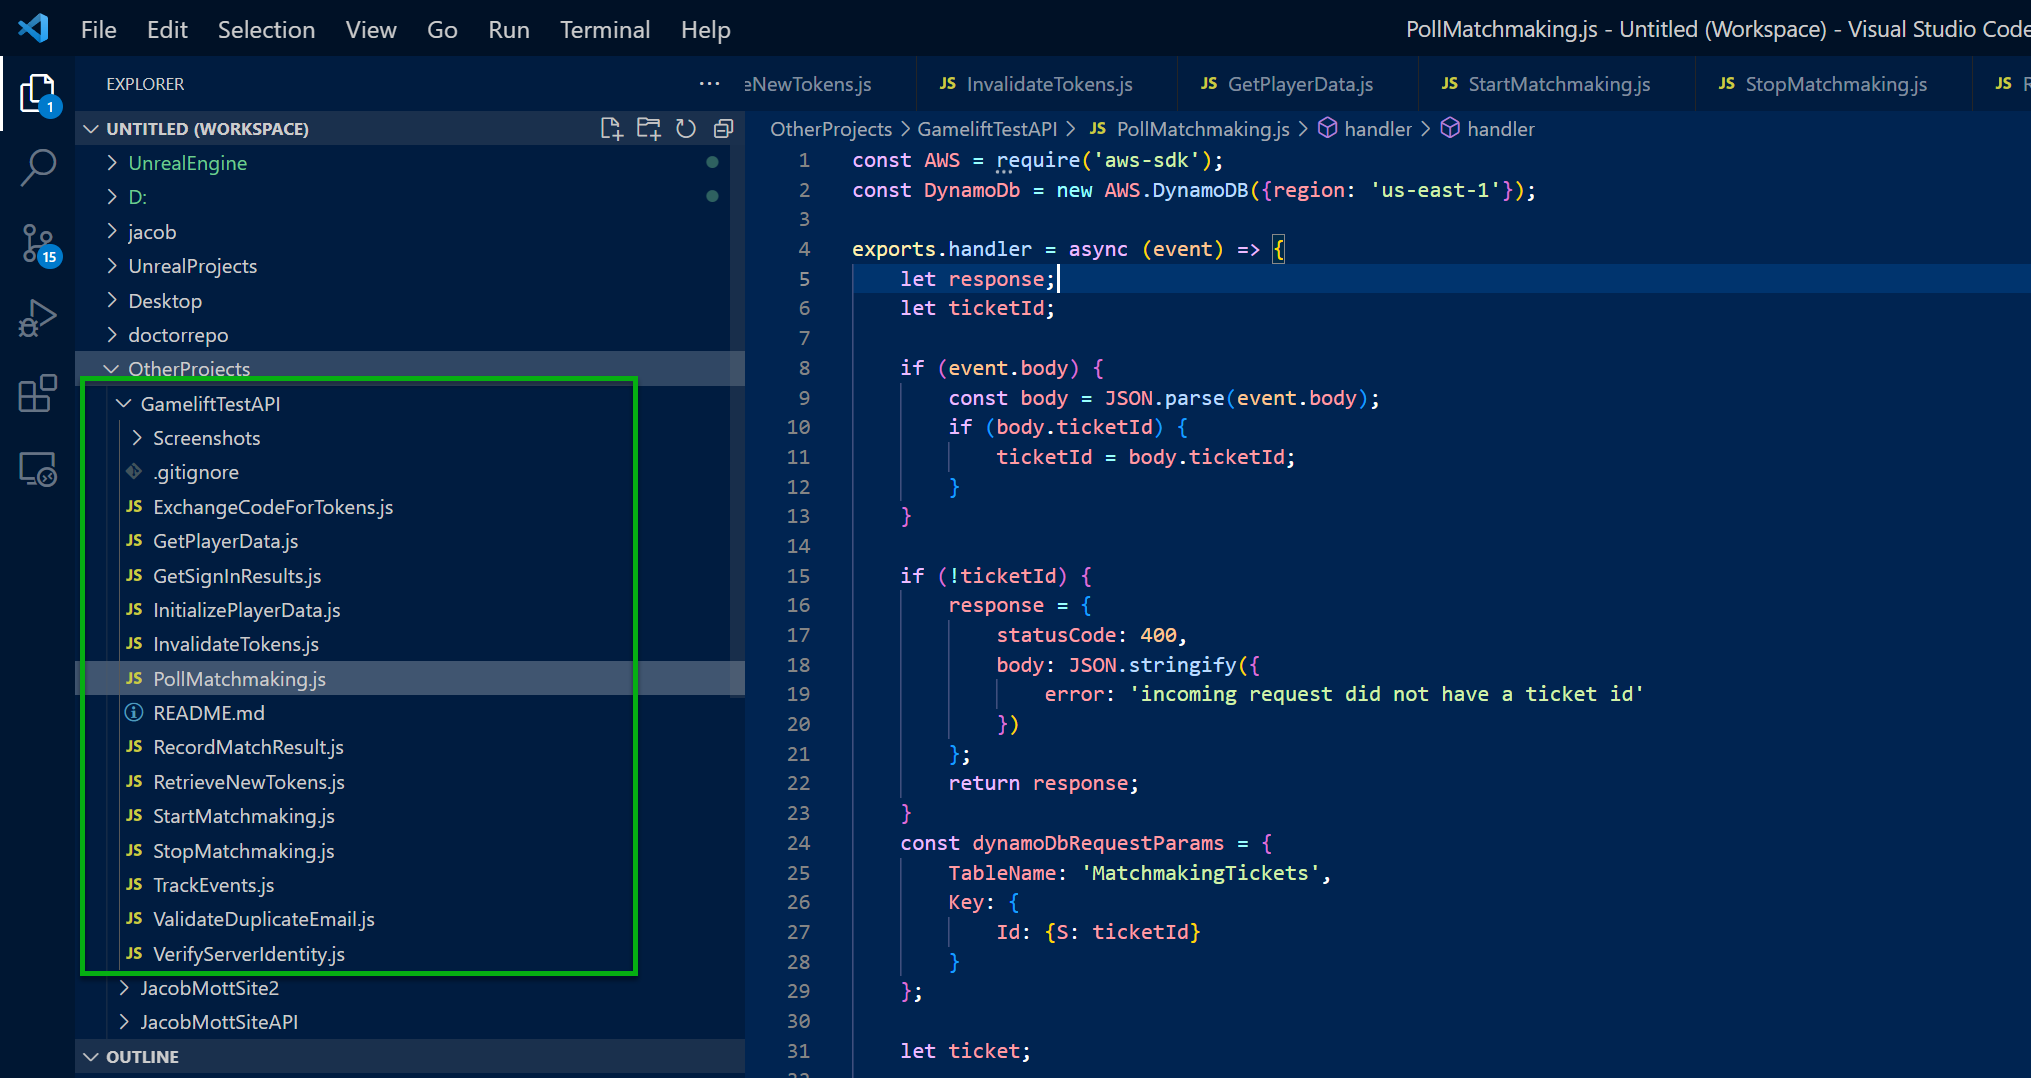 File Edit Selection View Go Run Terminal Help PollMatchmaking.js - Untitled (Workspace) - Visual Studio Code
EXPLORER
1
15
UNTITLED (WORKSPACE)
UnrealEngine
D:
jacob
UnrealProjects
Desktop
doctorrepo
OtherProjects
GameliftTestAPI
Screenshots
.gitignore
JS ExchangeCodeForTokens.js
JS GetPlayerData.js
JS GetSignInResults.js
JS InitializePlayerData.js
JS InvalidateTokens.js
JS PollMatchmaking.js
README.md
JS RecordMatchResult.js
JS RetrieveNewTokens.js
JS StartMatchmaking.js
JS StopMatchmaking.js
JS TrackEvents.js
JS ValidateDuplicateEmail.js
JS VerifyServerIdentity.js
JacobMottSite2
JacobMottSiteAPI
OUTLINE
eNewTokens.js JS InvalidateTokens.js JS GetPlayerData.js JS StartMatchmaking.js JS StopMatchmaking.js JS
OtherProjects > GameliftTestAPI > JS PollMatchmaking.js > handler > handler
1 const AWS = require('aws-sdk');
2 const DynamoDb = new AWS.DynamoDB({region: 'us-east-1'});
3
4 exports.handler = async (event) => {
5 let response;
6 let ticketId;
7
8 if (event.body) {
9 const body = JSON.parse(event.body);
10 if (body.ticketId) {
11 ticketId = body.ticketId;
12 }
13 }
14
15 if (!ticketId) {
16 response = {
17 statusCode: 400,
18 body: JSON.stringify({
19 error: 'incoming request did not have a ticket id'
20 })
21 };
22 return response;
23 }
24 const dynamoDbRequestParams = {
25 TableName: 'MatchmakingTickets',
26 Key: {
27 Id: {S: ticketId}
28 }
29 };
30
31 let ticket;